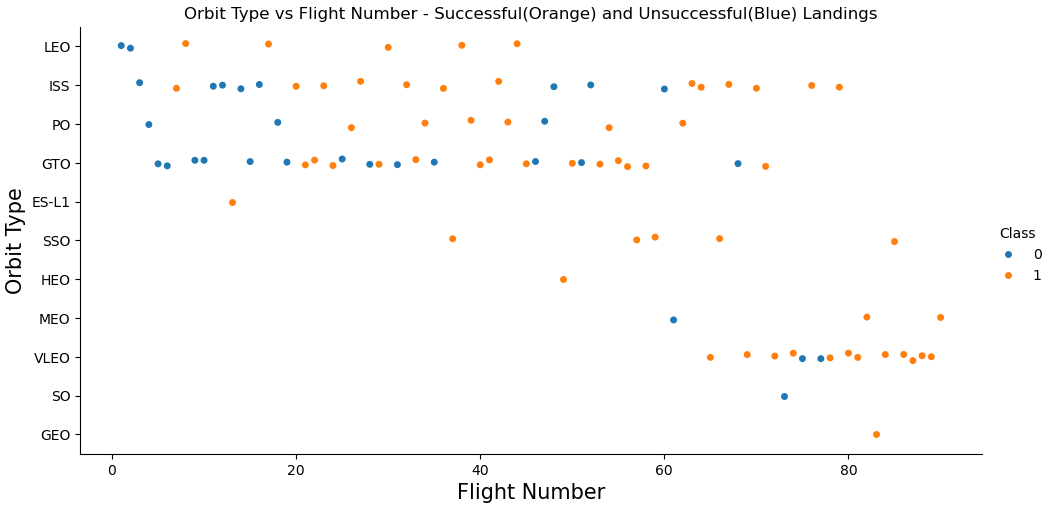 Orbit Type vs Flight Number - Successful(Orange) and Unsuccessful(Blue) Landings
Orbit Type
LEO
ISS
PO
GTO
ES-L1
SSO
HEO
MEO
VLEO
SO
GEO
0 20 40 60 80
Flight Number
Class
0
1